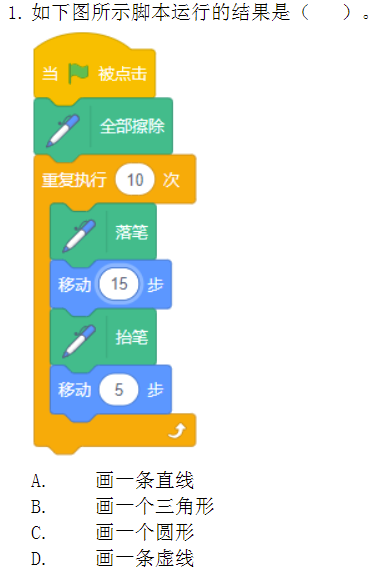 1. 如下图所示脚本运行的结果是（　　）。
当 被点击
全部擦除
重复执行 10 次
落笔
移动 15 步
抬笔
移动 5 步
A. 画一条直线
B. 画一个三角形
C. 画一个圆形
D. 画一条虚线